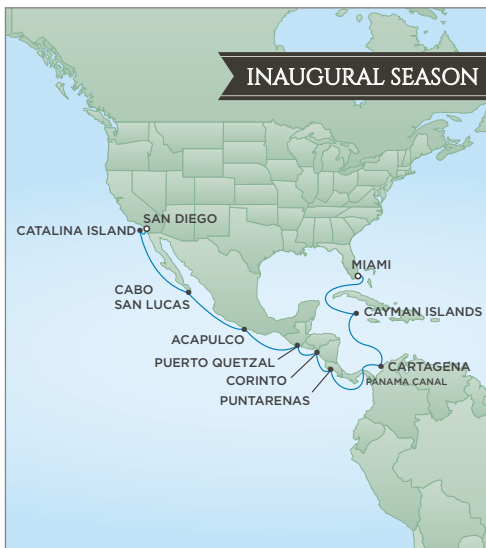 INAUGURAL SEASON
SAN DIEGO
CATALINA ISLAND
MIAMI
CABO
SAN LUCAS
CAYMAN ISLANDS
ACAPULCO
PUERTO QUETZAL
CARTAGENA
CORINTO
PANAMA CANAL
PUNTARENAS